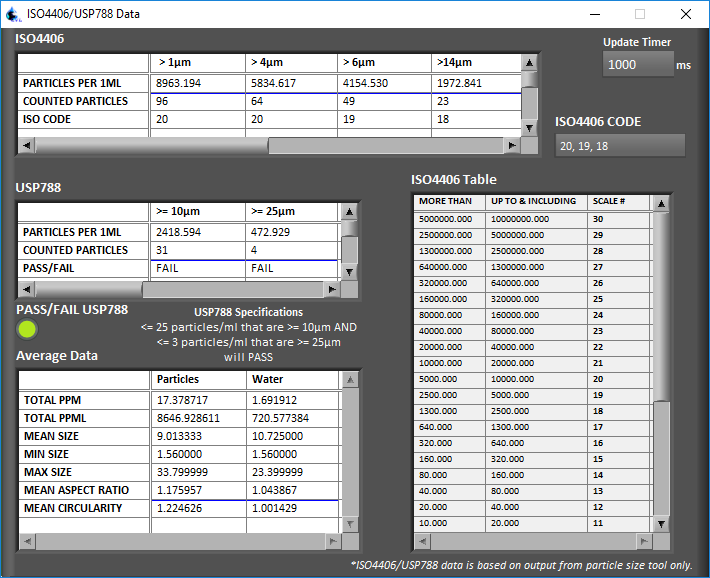 ISO4406/USP788 Data
ISO4406
Update Timer
1000 ms
> 1µm > 4µm > 6µm >14µm
PARTICLES PER 1ML 8963.194 5834.617 4154.530 1972.841
COUNTED PARTICLES 96 64 49 23
ISO CODE 20 20 19 18
ISO4406 CODE
20, 19, 18
USP788
>= 10µm >= 25µm
PARTICLES PER 1ML 2418.594 472.929
COUNTED PARTICLES 31 4
PASS/FAIL FAIL FAIL
PASS/FAIL USP788
USP788 Specifications
<= 25 particles/ml that are >= 10µm AND
<= 3 particles/ml that are >= 25µm
will PASS
Average Data
Particles Water
TOTAL PPM 17.378717 1.691912
TOTAL PPML 8646.928611 720.577384
MEAN SIZE 9.013333 10.725000
MIN SIZE 1.560000 1.560000
MAX SIZE 33.799999 23.399999
MEAN ASPECT RATIO 1.175957 1.043867
MEAN CIRCULARITY 1.224626 1.001429
ISO4406 Table
MORE THAN UP TO & INCLUDING SCALE #
5000000.000 10000000.000 30
2500000.000 5000000.000 29
1300000.000 2500000.000 28
640000.000 1300000.000 27
320000.000 640000.000 26
160000.000 320000.000 25
80000.000 160000.000 24
40000.000 80000.000 23
20000.000 40000.000 22
10000.000 20000.000 21
5000.000 10000.000 20
2500.000 5000.000 19
1300.000 2500.000 18
640.000 1300.000 17
320.000 640.000 16
160.000 320.000 15
80.000 160.000 14
40.000 80.000 13
20.000 40.000 12
10.000 20.000 11
*ISO4406/USP788 data is based on output from particle size tool only.